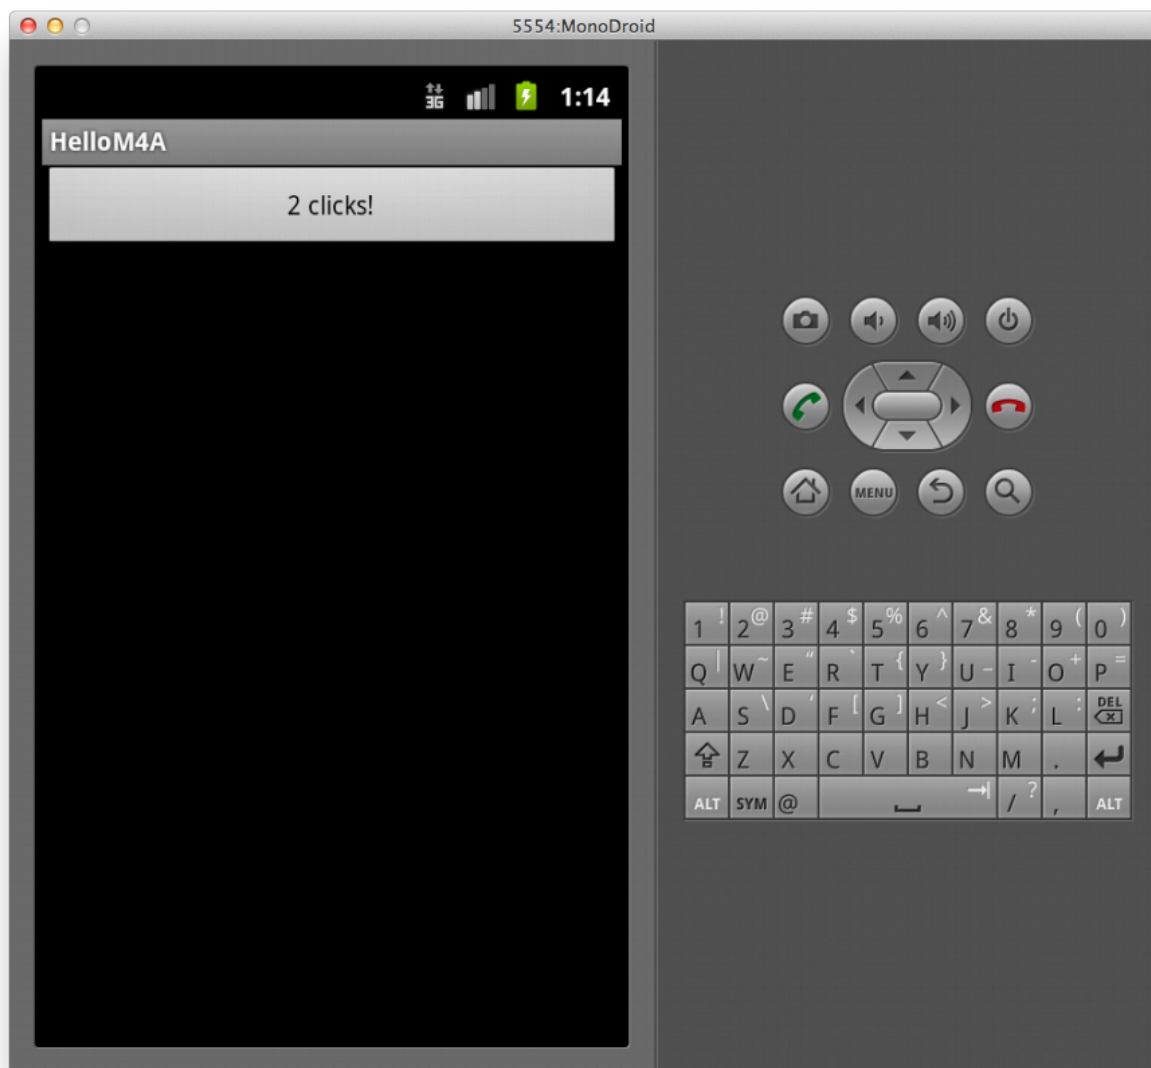 5554:MonoDroid
3G 1:14
HelloM4A
2 clicks!
MENU
1 ! 2 @ 3 # 4 $ 5 % 6 ^ 7 & 8 * 9 ( 0 )
Q | W ~ E “ R ` T { Y } U _ I - O + P =
A S \ D ‘ F [ G ] H < J > K ; L : DEL
Z X C V B N M .
ALT SYM @ / ? , ALT